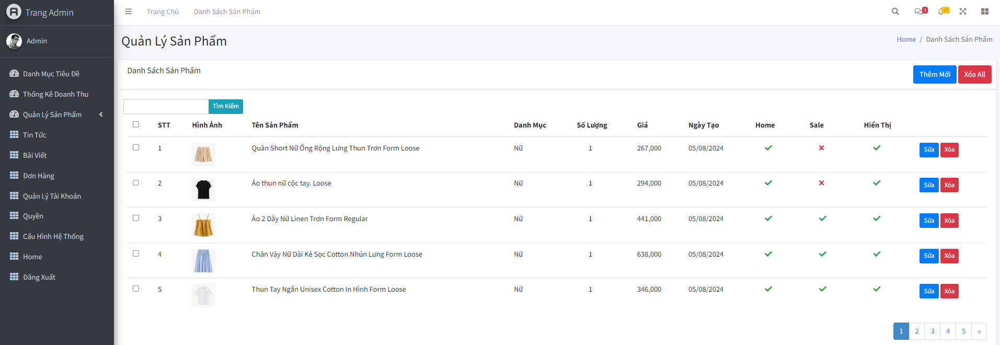 Trang Admin
Trang Chủ Danh Sách Sản Phẩm 3 15
Admin
Quản Lý Sản Phẩm
Home / Danh Sách Sản Phẩm
Danh Mục Tiêu Đề
Thống Kê Doanh Thu
Quản Lý Sản Phẩm
Tin Tức
Bài Viết
Đơn Hàng
Quản Lý Tài Khoản
Quyền
Cấu Hình Hệ Thống
Home
Đăng Xuất
Danh Sách Sản Phẩm Thêm Mới Xóa All
Tìm Kiếm
STT Hình Ảnh Tên Sản Phẩm Danh Mục Số Lượng Giá Ngày Tạo Home Sale Hiển Thị
1 Quần Short Nữ Ống Rộng Lưng Thun Trơn Form Loose Nữ 1 267,000 05/08/2024 Sửa Xóa
2 Áo thun nữ cộc tay. Loose Nữ 1 294,000 05/08/2024 Sửa Xóa
3 Áo 2 Dây Nữ Linen Trơn Form Regular Nữ 1 441,000 05/08/2024 Sửa Xóa
4 Chân Váy Nữ Dài Kẻ Sọc Cotton Nhún Lưng Form Loose Nữ 1 638,000 05/08/2024 Sửa Xóa
5 Thun Tay Ngắn Unisex Cotton In Hình Form Loose Nữ 1 346,000 05/08/2024 Sửa Xóa
1 2 3 4 5 »